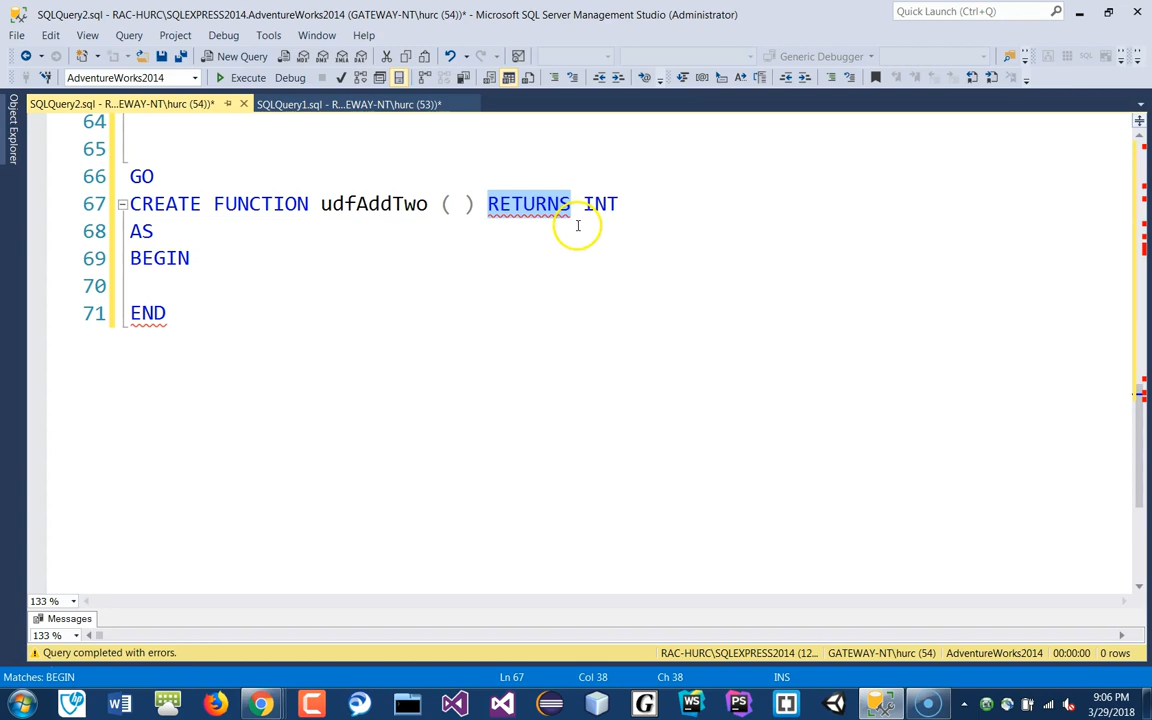 SQLQuery2.sql - RAC-HURC\SQLEXPRESS2014.AdventureWorks2014 (GATEWAY-NT\hurc (54))* - Microsoft SQL Server Management Studio (Administrator)
Quick Launch (Ctrl+Q)
File Edit View Query Project Debug Tools Window Help
New Query
Generic Debugger
AdventureWorks2014
Execute Debug
SQLQuery2.sql - R...EWAY-NT\hurc (54))*
SQLQuery1.sql - R...EWAY-NT\hurc (53))*
Object Explorer
64
65
66 GO
67 CREATE FUNCTION udfAddTwo ( ) RETURNS INT
68 AS
69 BEGIN
70
71 END
133 %
Messages
133 %
Query completed with errors.
RAC-HURC\SQLEXPRESS2014 (12... GATEWAY-NT\hurc (54) AdventureWorks2014 00:00:00 0 rows
Matches: BEGIN
Ln 67 Col 38 Ch 38 INS
9:06 PM
3/29/2018